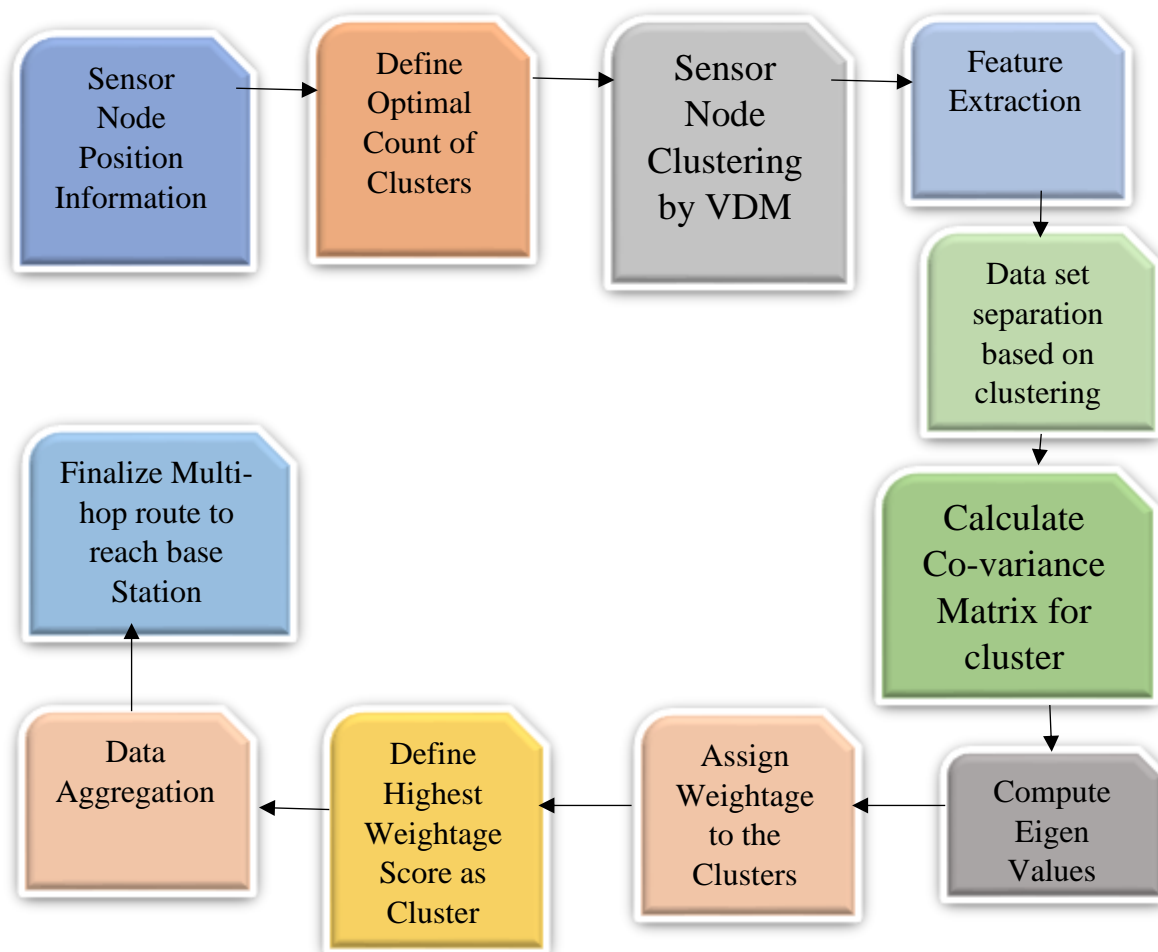 Sensor
Node
Position
Information
Define
Optimal
Count of
Clusters
Sensor
Node
Clustering
by VDM
Feature
Extraction
Data set
separation
based on
clustering
Calculate
Co-variance
Matrix for
cluster
Compute
Eigen
Values
Assign
Weightage
to the
Clusters
Define
Highest
Weightage
Score as
Cluster
Data
Aggregation
Finalize Multi-
hop route to
reach base
Station